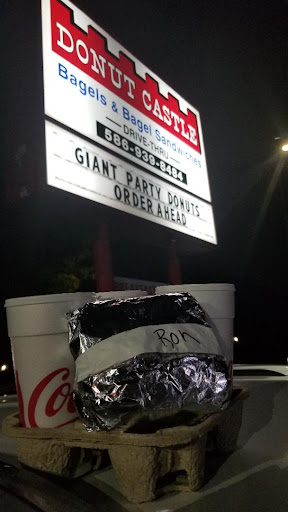 DONUT CASTLE
Bagels & Bagel Sandwiches
DRIVE-THRU
586-939-8484
GIANT PARTY DONUTS
ORDER AHEAD
Ron
Co